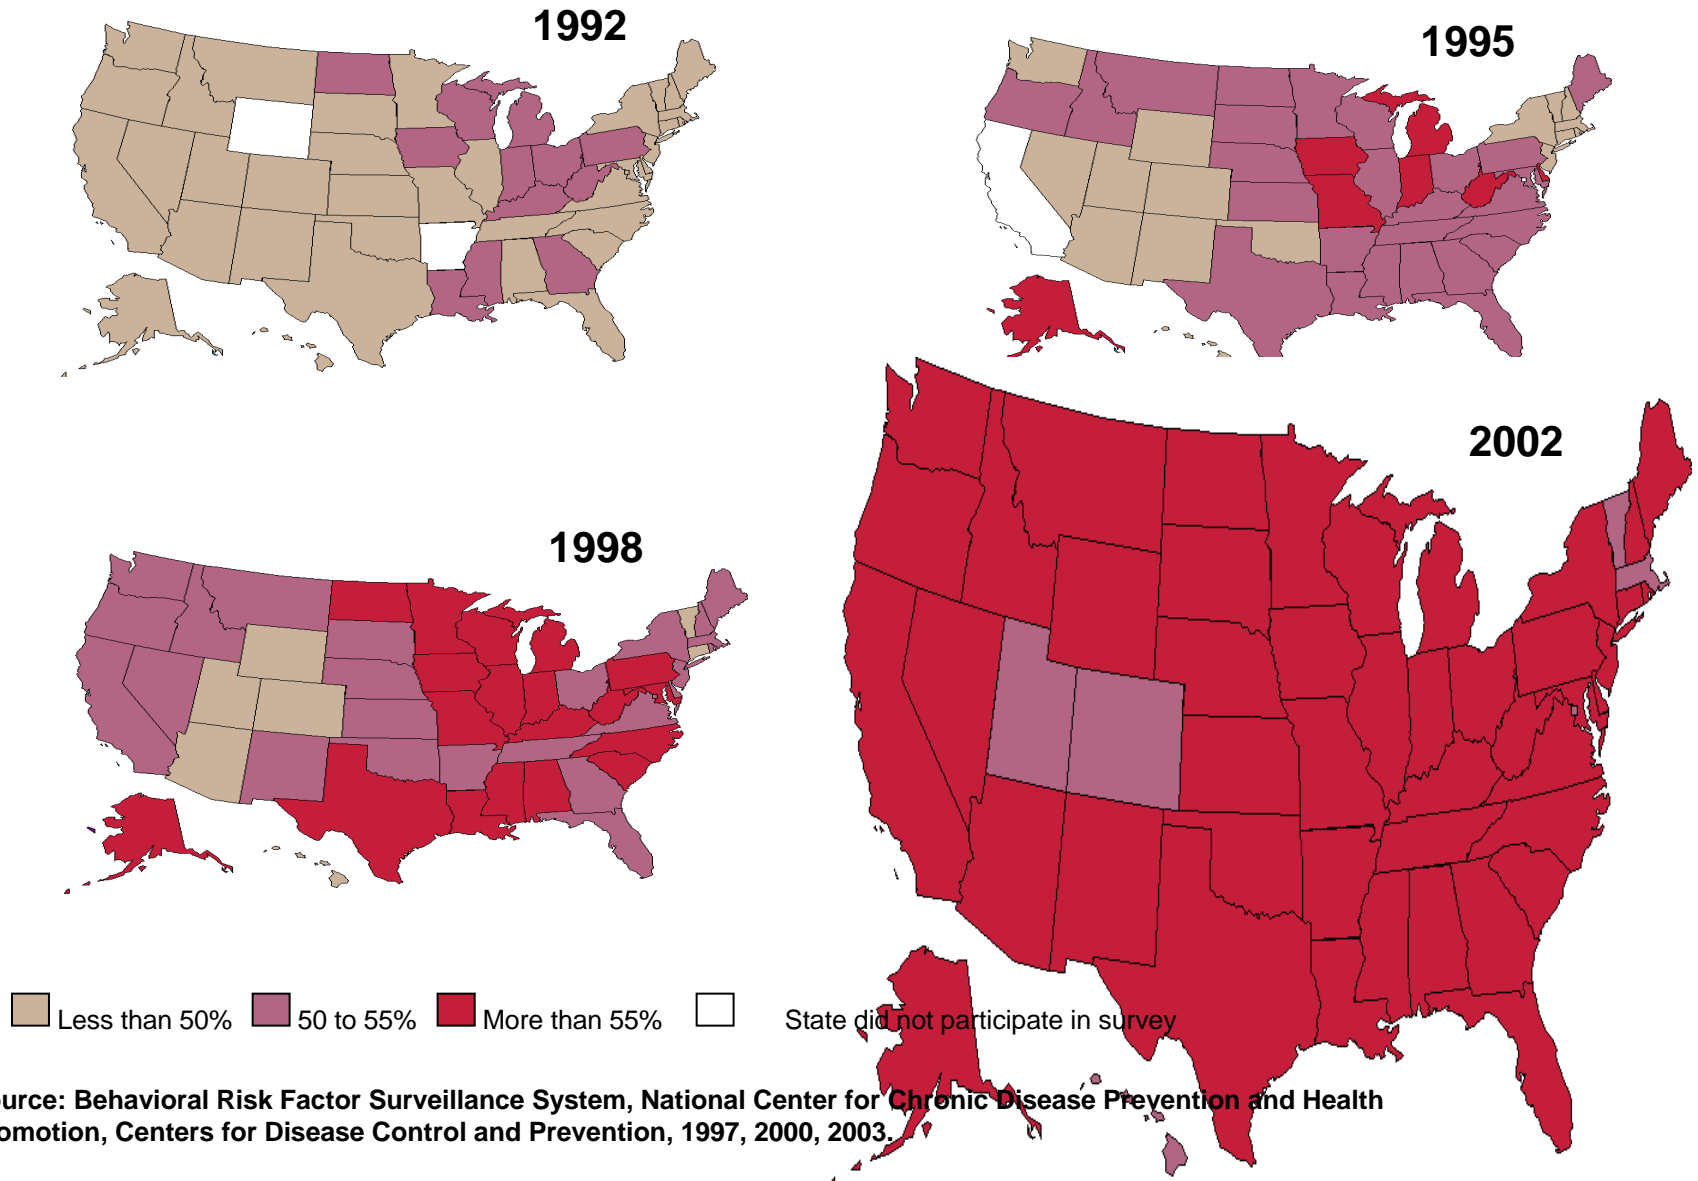 1992
1995
2002
1998
Less than 50%
50 to 55%
More than 55%
State did not participate in survey
ource: Behavioral Risk Factor Surveillance System, National Center for Chronic Disease Prevention and Health
omotion, Centers for Disease Control and Prevention, 1997, 2000, 2003.